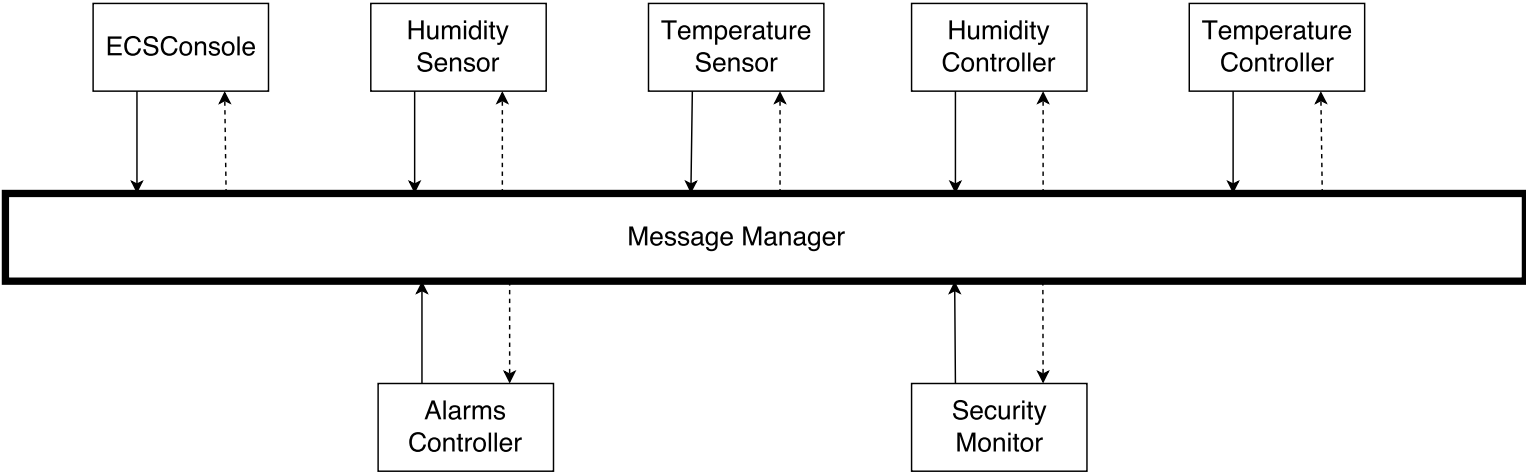 ECSConsole
Humidity
Sensor
Temperature
Sensor
Humidity
Controller
Temperature
Controller
Message Manager
Alarms
Controller
Security
Monitor